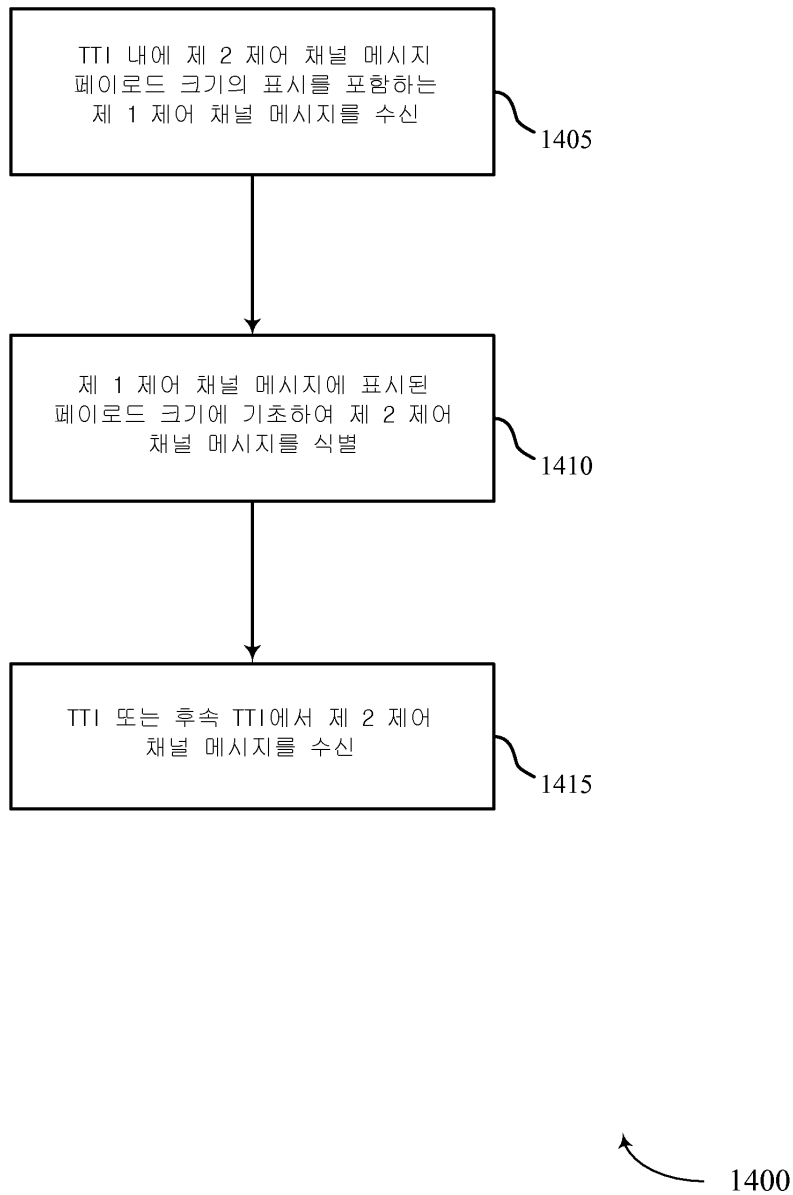 TTI 내에 제 2 제어 채널 메시지
페이로드 크기의 표시를 포함하는
제 1 제어 채널 메시지를 수신
1405
제 1 제어 채널 메시지에 표시된
페이로드 크기에 기초하여 제 2 제어
채널 메시지를 식별
1410
TTI 또는 후속 TTI에서 제 2 제어
채널 메시지를 수신
1415
1400